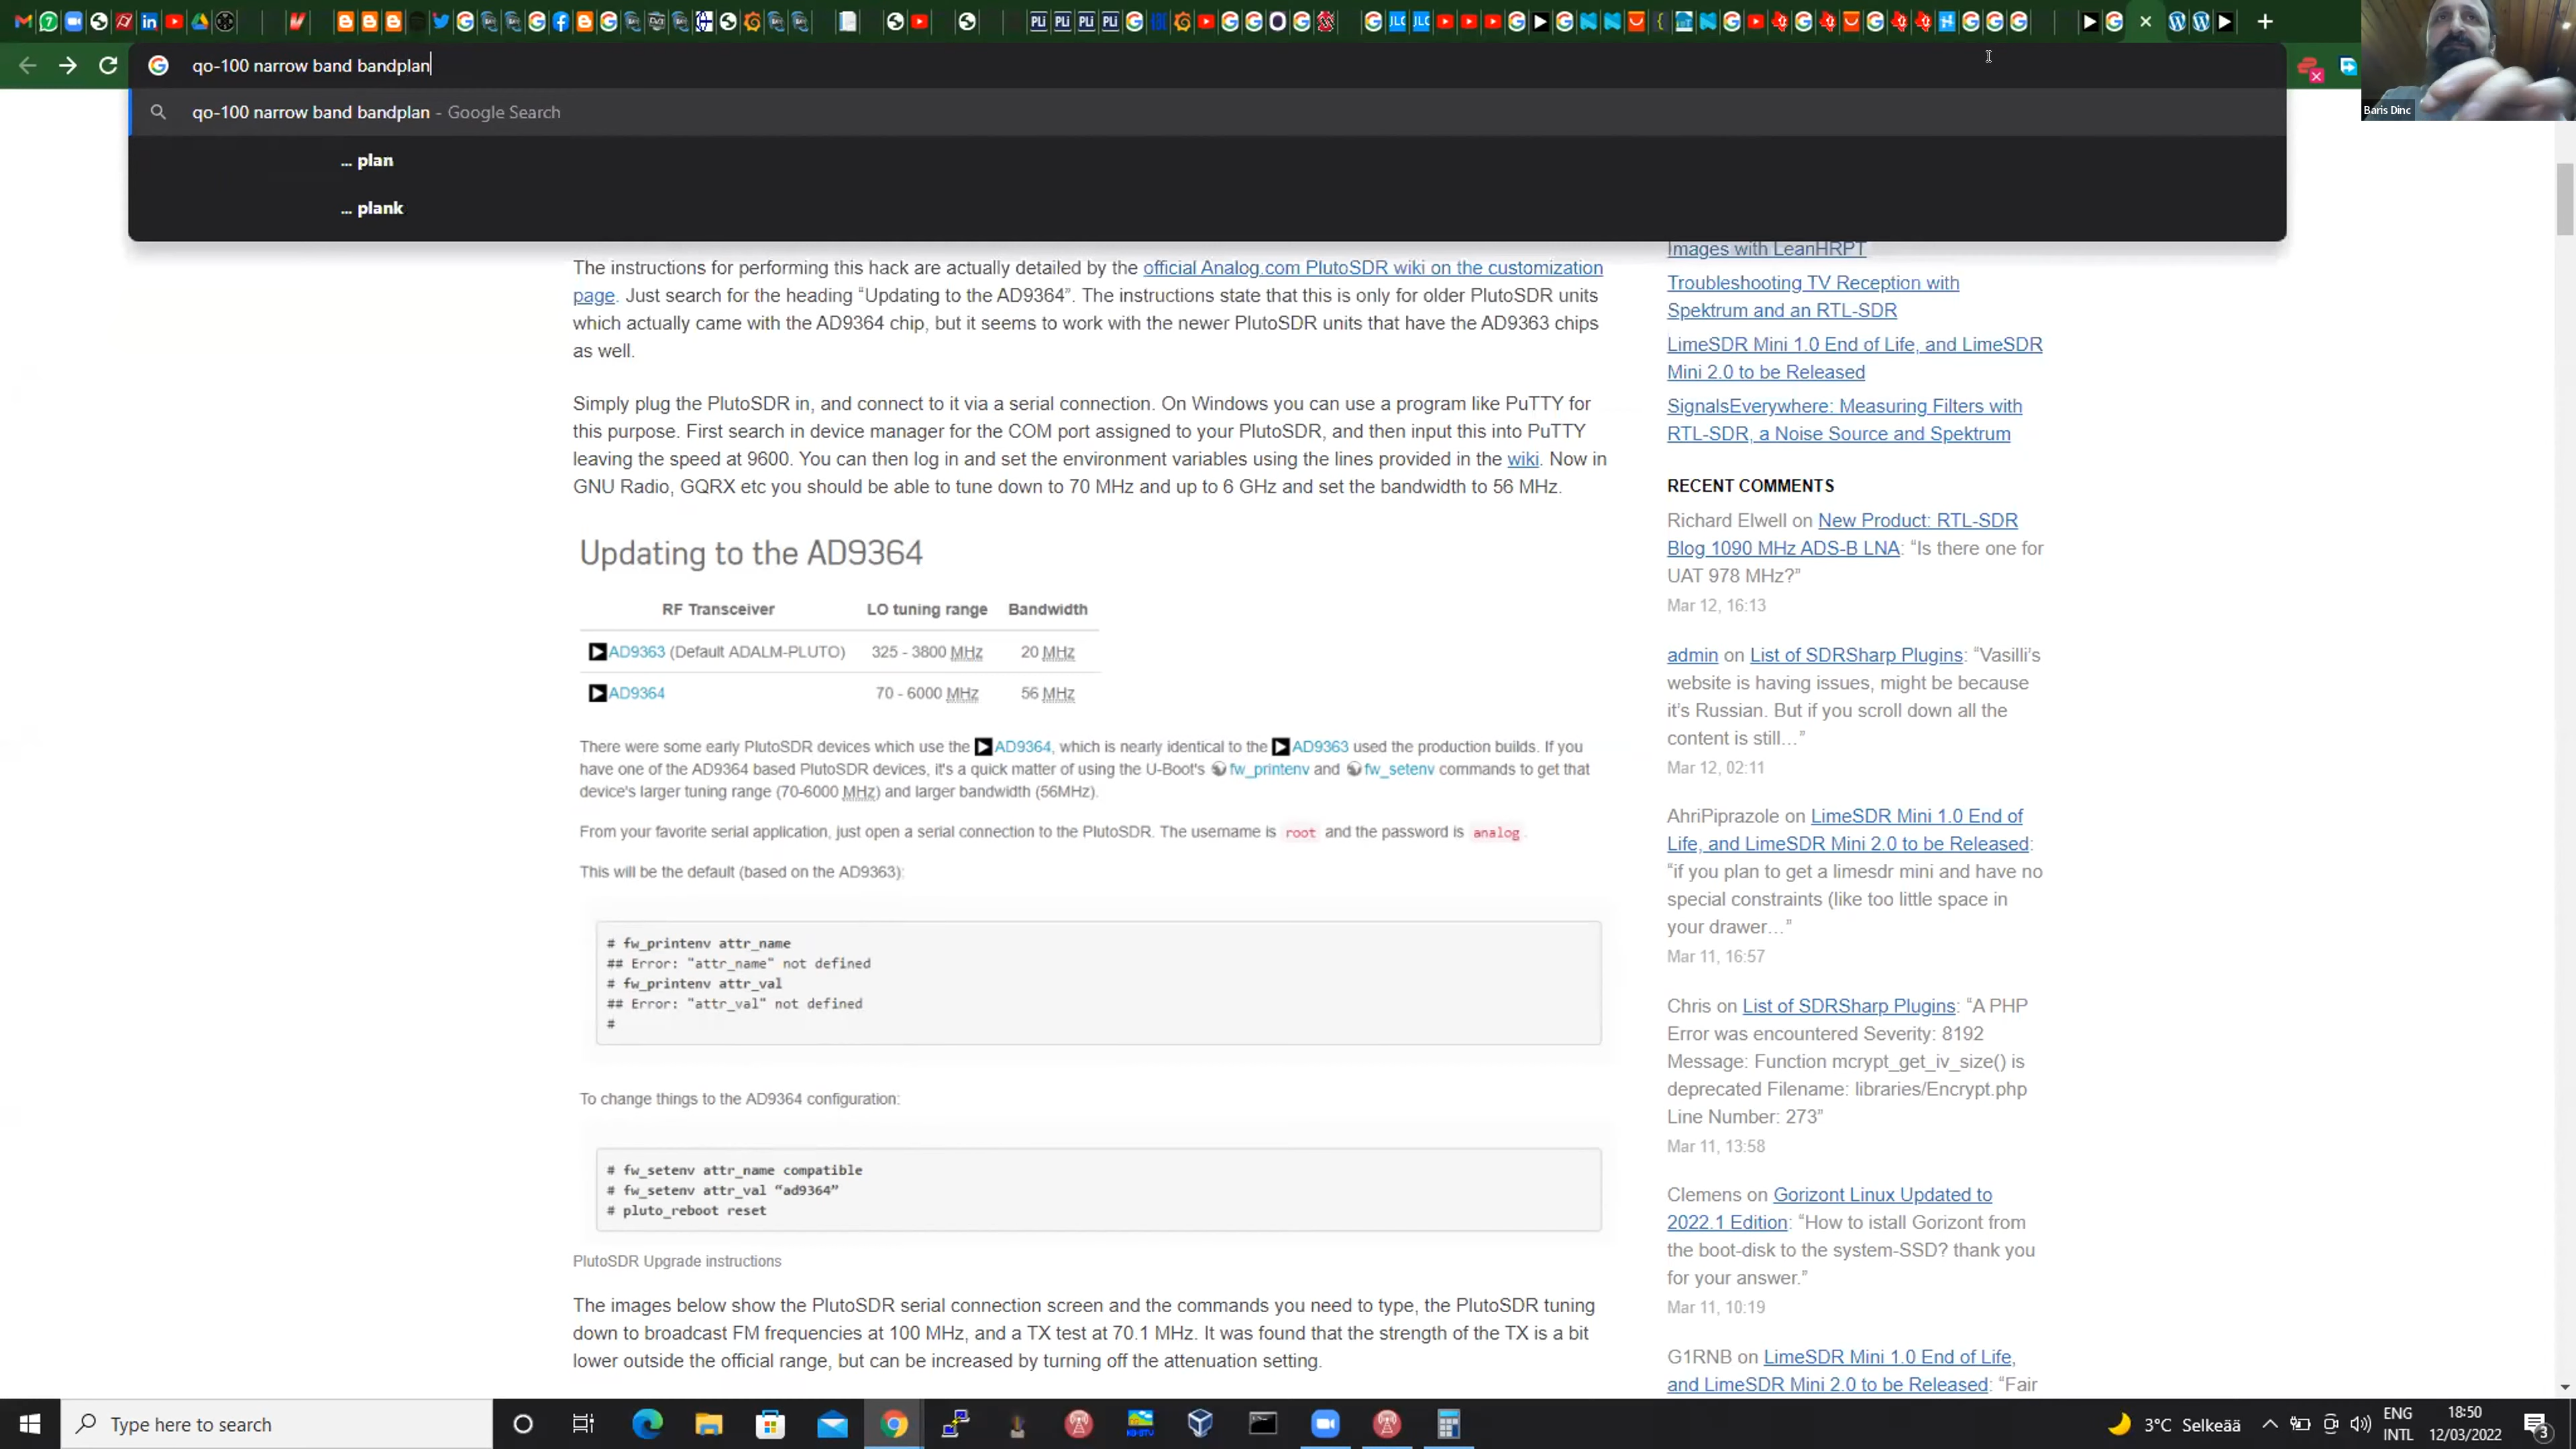 qo-100 narrow band bandplan
Baris Dinc
qo-100 narrow band bandplan - Google Search
... plan
... plank
The instructions for performing this hack are actually detailed by the official Analog.com PlutoSDR wiki on the customization
page. Just search for the heading “Updating to the AD9364”. The instructions state that this is only for older PlutoSDR units
which actually came with the AD9364 chip, but it seems to work with the newer PlutoSDR units that have the AD9363 chips
as well.
Simply plug the PlutoSDR in, and connect to it via a serial connection. On Windows you can use a program like PuTTY for
this purpose. First search in device manager for the COM port assigned to your PlutoSDR, and then input this into PuTTY
leaving the speed at 9600. You can then log in and set the environment variables using the lines provided in the wiki. Now in
GNU Radio, GQRX etc you should be able to tune down to 70 MHz and up to 6 GHz and set the bandwidth to 56 MHz.
Updating to the AD9364
RF Transceiver LO tuning range Bandwidth
AD9363 (Default ADALM-PLUTO) 325 - 3800 MHz 20 MHz
AD9364 70 - 6000 MHz 56 MHz
There were some early PlutoSDR devices which use the AD9364, which is nearly identical to the AD9363 used the production builds. If you
have one of the AD9364 based PlutoSDR devices, it's a quick matter of using the U-Boot's fw_printenv and fw_setenv commands to get that
device's larger tuning range (70-6000 MHz) and larger bandwidth (56MHz).
From your favorite serial application, just open a serial connection to the PlutoSDR. The username is root and the password is analog.
This will be the default (based on the AD9363):
# fw_printenv attr_name
## Error: "attr_name" not defined
# fw_printenv attr_val
## Error: "attr_val" not defined
#
To change things to the AD9364 configuration:
# fw_setenv attr_name compatible
# fw_setenv attr_val “ad9364”
# pluto_reboot reset
PlutoSDR Upgrade instructions
The images below show the PlutoSDR serial connection screen and the commands you need to type, the PlutoSDR tuning
down to broadcast FM frequencies at 100 MHz, and a TX test at 70.1 MHz. It was found that the strength of the TX is a bit
lower outside the official range, but can be increased by turning off the attenuation setting.
Images with LeanHRPT
Troubleshooting TV Reception with
Spektrum and an RTL-SDR
LimeSDR Mini 1.0 End of Life, and LimeSDR
Mini 2.0 to be Released
SignalsEverywhere: Measuring Filters with
RTL-SDR, a Noise Source and Spektrum
RECENT COMMENTS
Richard Elwell on New Product: RTL-SDR
Blog 1090 MHz ADS-B LNA: “Is there one for
UAT 978 MHz?”
Mar 12, 16:13
admin on List of SDRSharp Plugins: “Vasilli’s
website is having issues, might be because
it’s Russian. But if you scroll down all the
content is still…”
Mar 12, 02:11
AhriPiprazole on LimeSDR Mini 1.0 End of
Life, and LimeSDR Mini 2.0 to be Released:
“if you plan to get a limesdr mini and have no
special constraints (like too little space in
your drawer…”
Mar 11, 16:57
Chris on List of SDRSharp Plugins: “A PHP
Error was encountered Severity: 8192
Message: Function mcrypt_get_iv_size() is
deprecated Filename: libraries/Encrypt.php
Line Number: 273”
Mar 11, 13:58
Clemens on Gorizont Linux Updated to
2022.1 Edition: “How to istall Gorizont from
the boot-disk to the system-SSD? thank you
for your answer.”
Mar 11, 10:19
G1RNB on LimeSDR Mini 1.0 End of Life,
and LimeSDR Mini 2.0 to be Released: “Fair
Type here to search
3°C Selkeää
ENG
INTL
18:50
12/03/2022
3